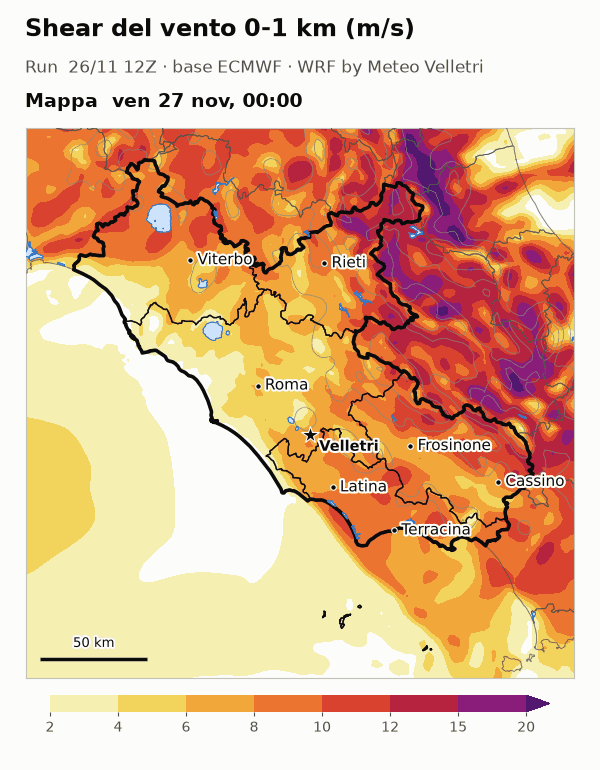 Shear del vento 0-1 km (m/s)
Run  26/11 12Z · base ECMWF · WRF by Meteo Velletri
Mappa  ven 27 nov, 00:00
Viterbo
Rieti
Roma
Velletri
Frosinone
Latina
Cassino
Terracina
50 km
2 4 6 8 10 12 15 20